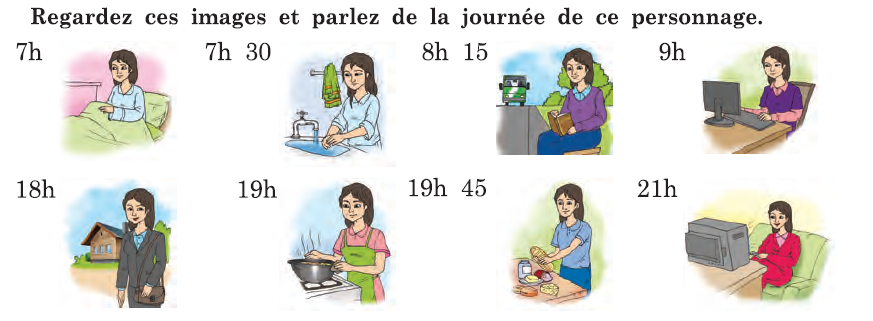 Regardez ces images et parlez de la journée de ce personnage.
7h 7h 30 8h 15 9h
18h 19h 19h 45 21h